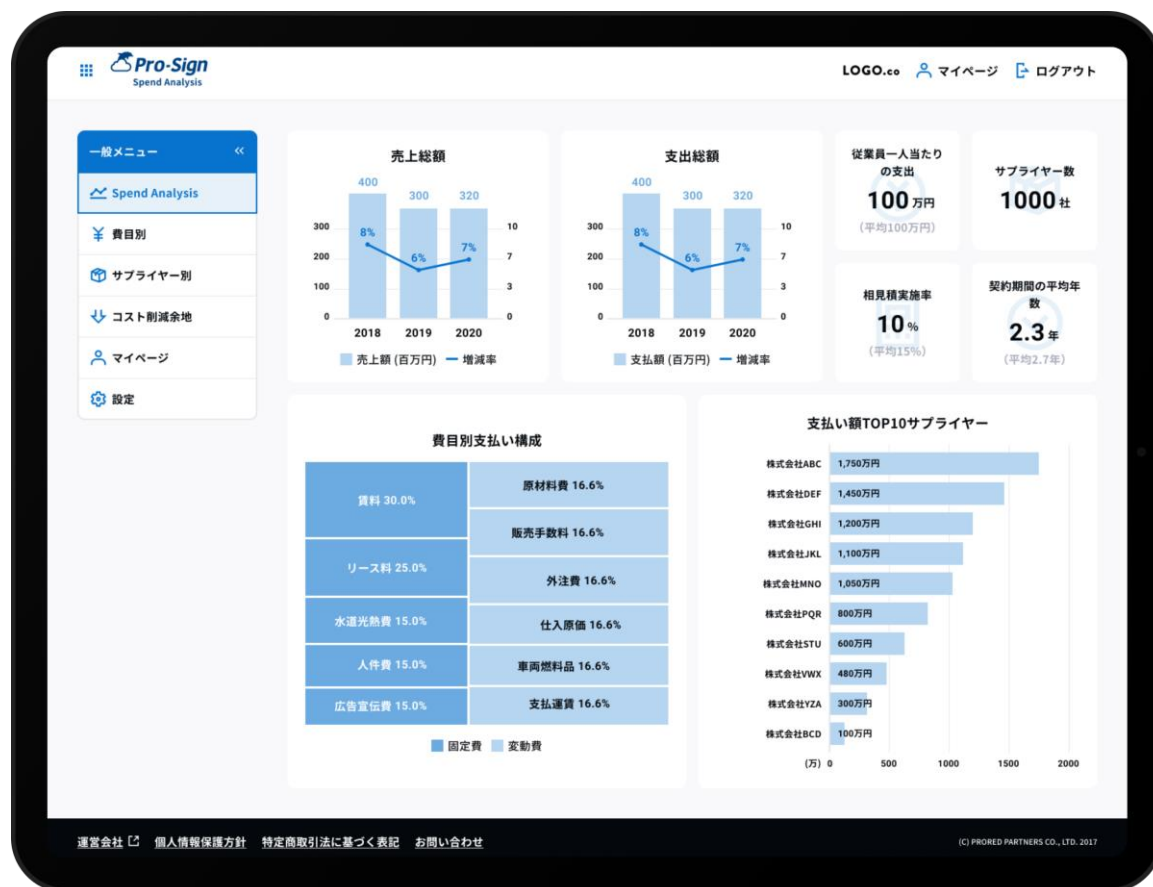 Pro-Sign
Spend Analysis
LOGO.co
マイページ
ログアウト
一般メニュー
Spend Analysis
費目別
サプライヤー別
コスト削減余地
マイページ
設定
売上総額
400
300
320
300
200
100
0
8%
6%
7%
10
7
3
0
2018 2019 2020
売上額 (百万円) 増減率
支出総額
400
300
320
300
200
100
0
8%
6%
7%
10
7
3
0
2018 2019 2020
支払額 (百万円) 増減率
従業員一人当たり
の支出
100 万円
(平均100万円)
サプライヤー数
1000 社
相見積実施率
10 %
(平均15%)
契約期間の平均年
数
2.3 年
(平均2.7年)
費目別支払い構成
賃料 30.0%
リース料 25.0%
水道光熱費 15.0%
人件費 15.0%
広告宣伝費 15.0%
原材料費 16.6%
販売手数料 16.6%
外注費 16.6%
仕入原価 16.6%
車両燃料品 16.6%
支払運賃 16.6%
固定費 変動費
支払い額TOP10サプライヤー
株式会社ABC 1,750万円
株式会社DEF 1,450万円
株式会社GHI 1,200万円
株式会社JKL 1,100万円
株式会社MNO 1,050万円
株式会社PQR 800万円
株式会社STU 600万円
株式会社VWX 480万円
株式会社YZA 300万円
株式会社BCD 100万円
(万) 0 500 1000 1500 2000
運営会社 個人情報保護方針 特定商取引法に基づく表記 お問い合わせ
(C) PRORED PARTNERS CO., LTD. 2017